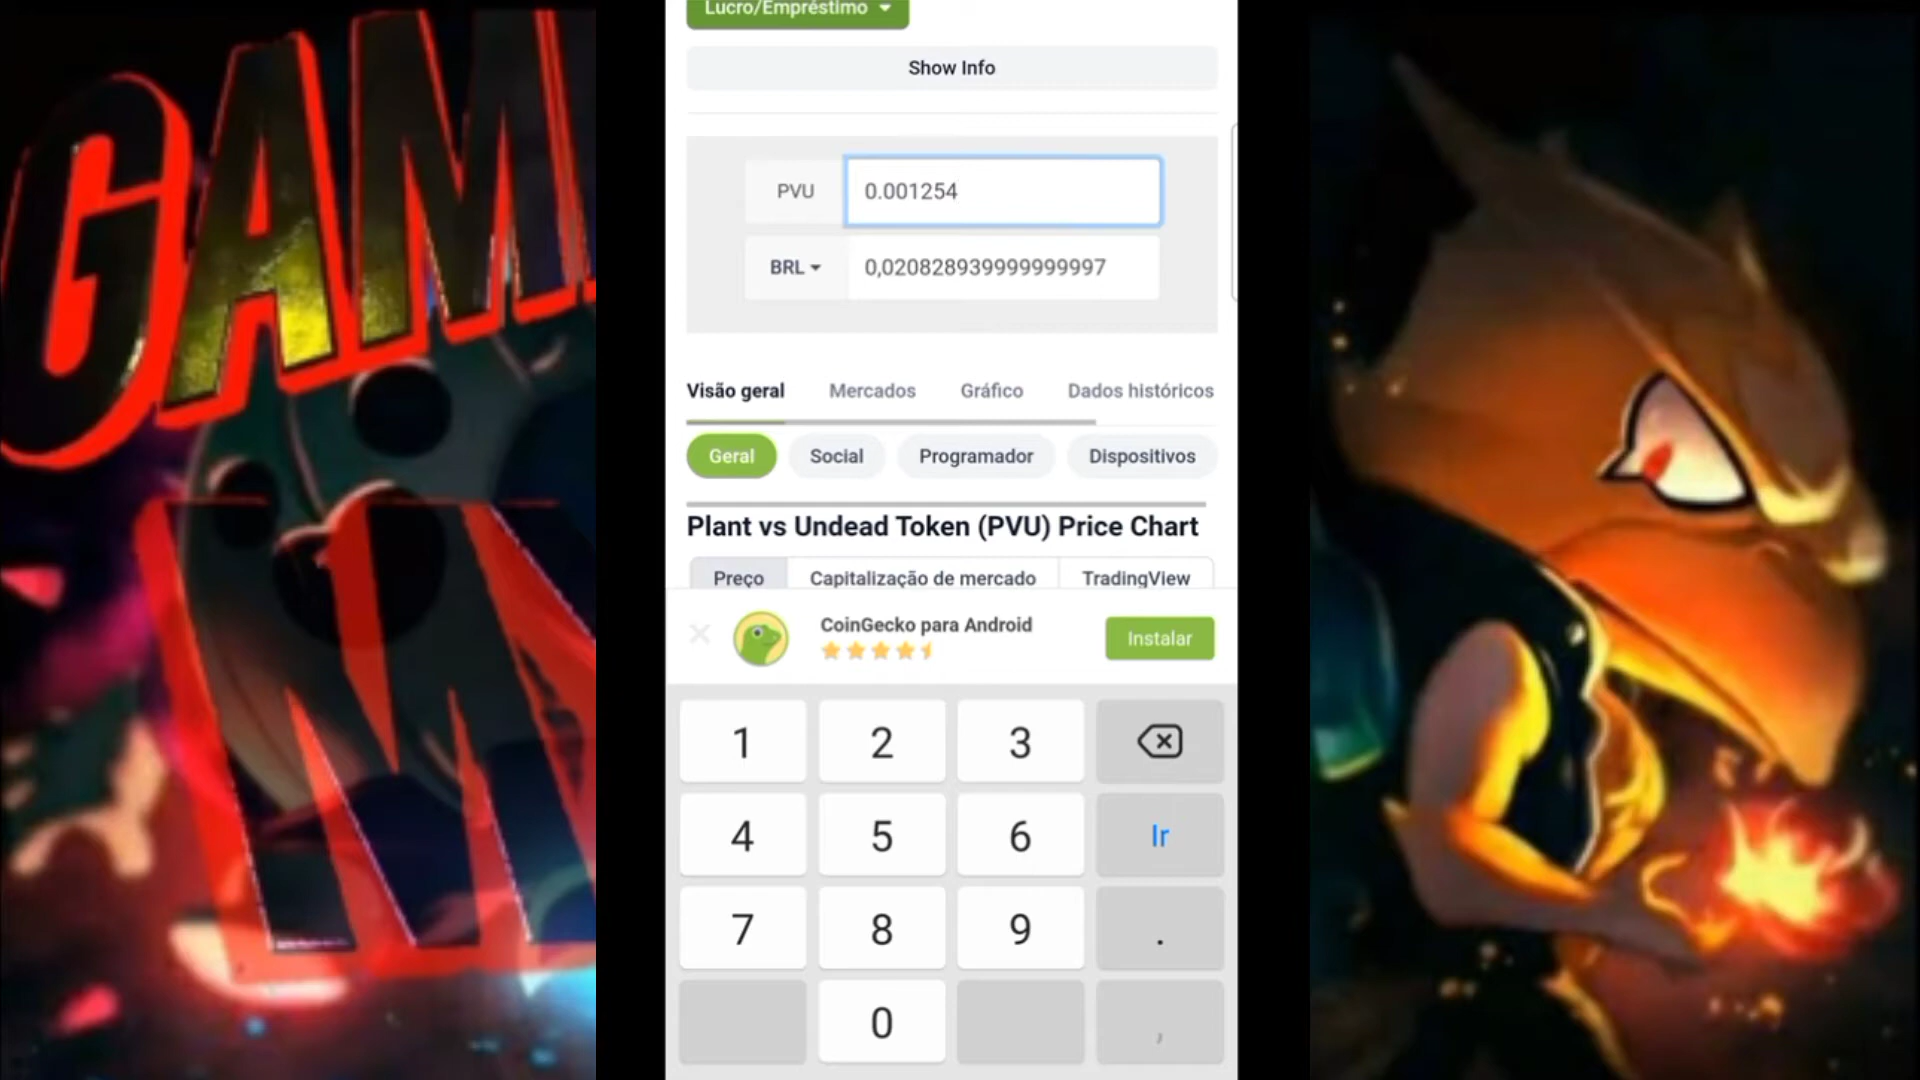 GAM
Lucro/Empréstimo
Show Info
PVU
0.001254
BRL
0,020828939999999997
Visão geral
Mercados
Gráfico
Dados históricos
Geral
Social
Programador
Dispositivos
Plant vs Undead Token (PVU) Price Chart
Preço
Capitalização de mercado
TradingView
CoinGecko para Android
Instalar
1
2
3
4
5
6
Ir
7
8
9
.
0
,